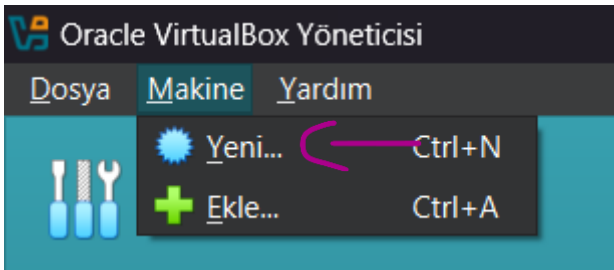 Oracle VirtualBox Yöneticisi
Dosya Makine Yardım
Yeni... Ctrl+N
Ekle... Ctrl+A